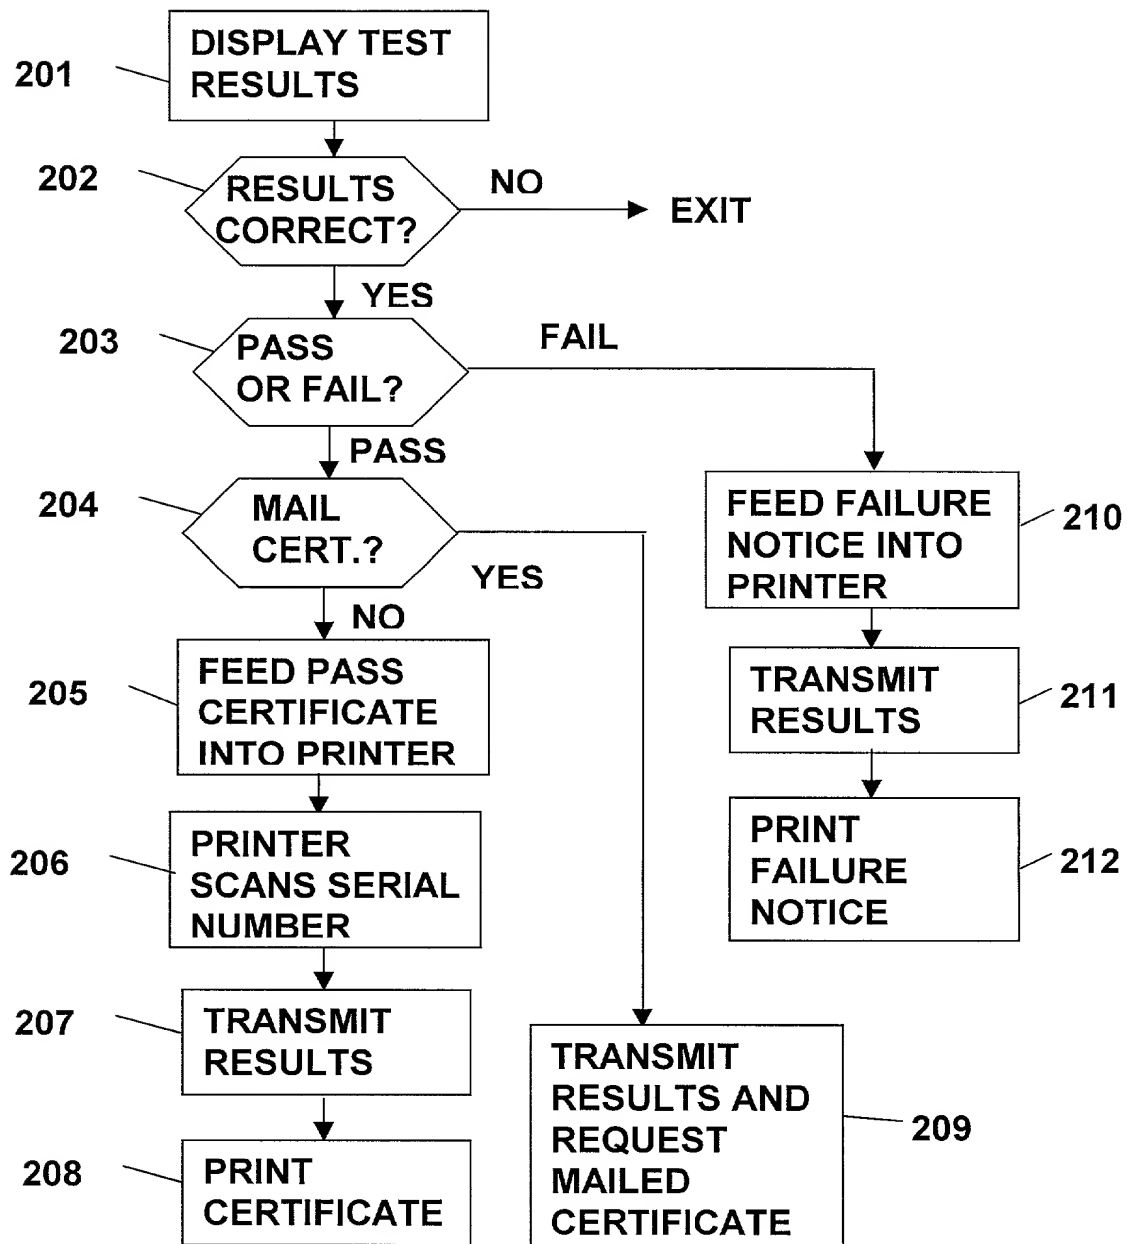 201
DISPLAY TEST
RESULTS
202
RESULTS
CORRECT?
NO
EXIT
YES
203
PASS
OR FAIL?
FAIL
PASS
204
MAIL
CERT.?
YES
NO
FEED FAILURE
NOTICE INTO
PRINTER
210
205
FEED PASS
CERTIFICATE
INTO PRINTER
TRANSMIT
RESULTS
211
206
PRINTER
SCANS SERIAL
NUMBER
PRINT
FAILURE
NOTICE
212
207
TRANSMIT
RESULTS
208
PRINT
CERTIFICATE
TRANSMIT
RESULTS AND
REQUEST
MAILED
CERTIFICATE
209